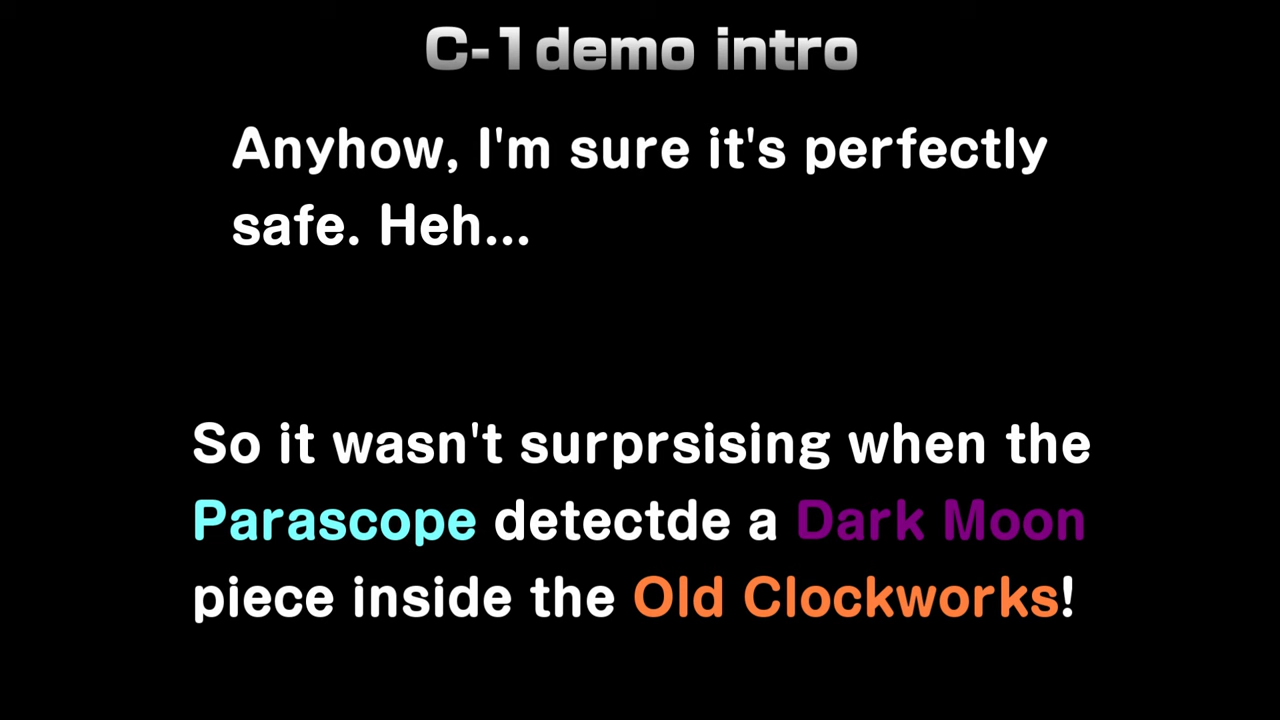 C-1demo intro
Anyhow, I'm sure it's perfectly
safe. Heh...
So it wasn't surprsising when the
Parascope detectde a Dark Moon
piece inside the Old Clockworks!